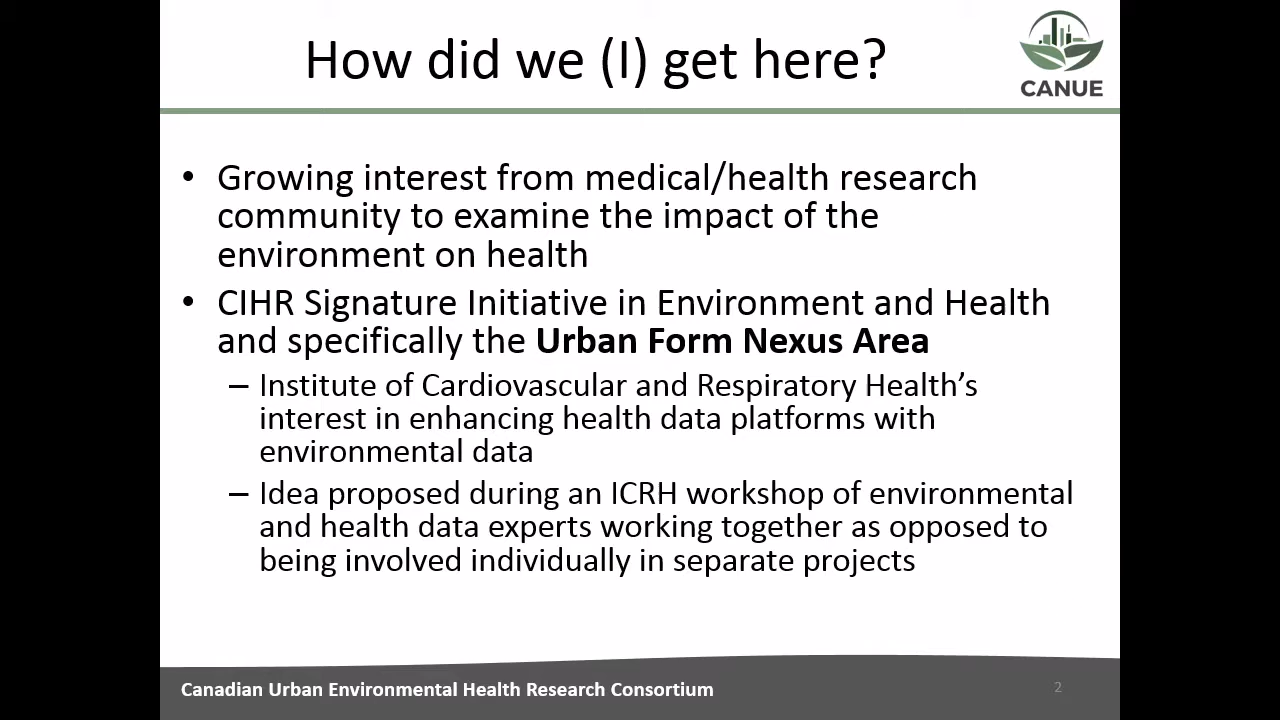 How did we (I) get here?
CANUE
• Growing interest from medical/health research
community to examine the impact of the
environment on health
• CIHR Signature Initiative in Environment and Health
and specifically the Urban Form Nexus Area
– Institute of Cardiovascular and Respiratory Health’s
interest in enhancing health data platforms with
environmental data
– Idea proposed during an ICRH workshop of environmental
and health data experts working together as opposed to
being involved individually in separate projects
Canadian Urban Environmental Health Research Consortium
2